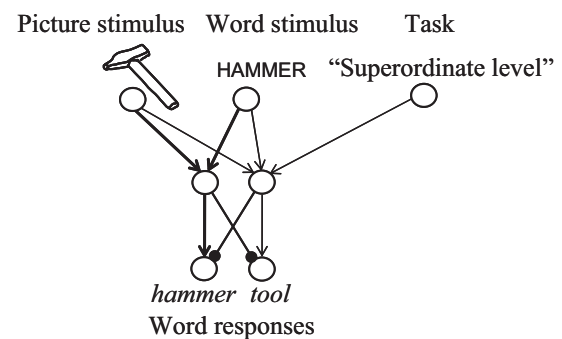 Picture stimulus Word stimulus Task
HAMMER “Superordinate level”
hammer tool
Word responses